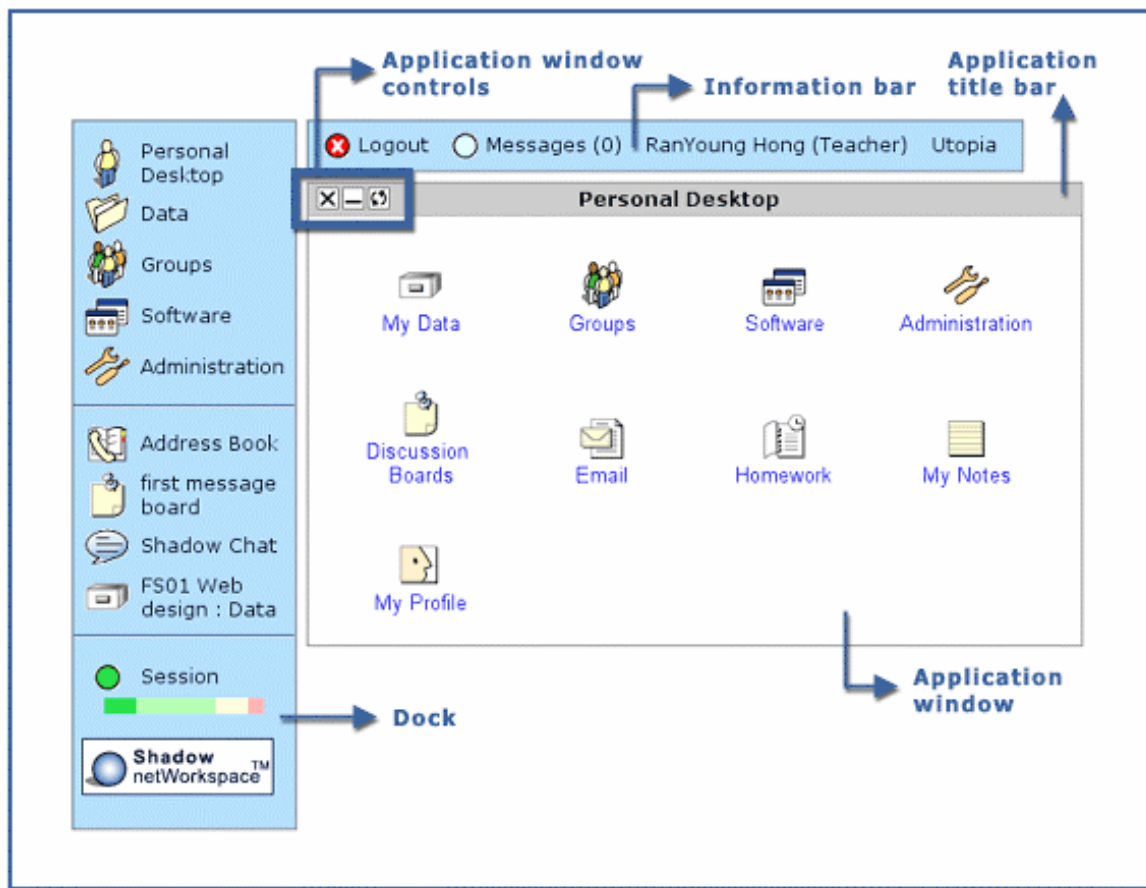 Application window
controls
Information bar
Application
title bar
Personal
Desktop
Data
Groups
Software
Administration
Address Book
first message
board
Shadow Chat
FS01 Web
design : Data
Session
Shadow
netWorkspace™
Logout Messages (0) RanYoung Hong (Teacher) Utopia
Personal Desktop
My Data Groups Software Administration
Discussion
Boards Email Homework My Notes
My Profile
Application
window
Dock